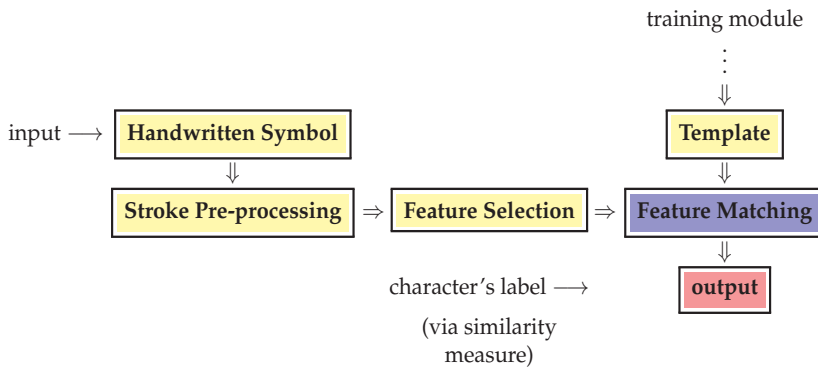 training module
⋮
⇓
input ⟶ Handwritten Symbol
Template
⇓
⇓
Stroke Pre-processing ⇒ Feature Selection ⇒ Feature Matching
⇓
character's label ⟶ output
(via similarity
measure)